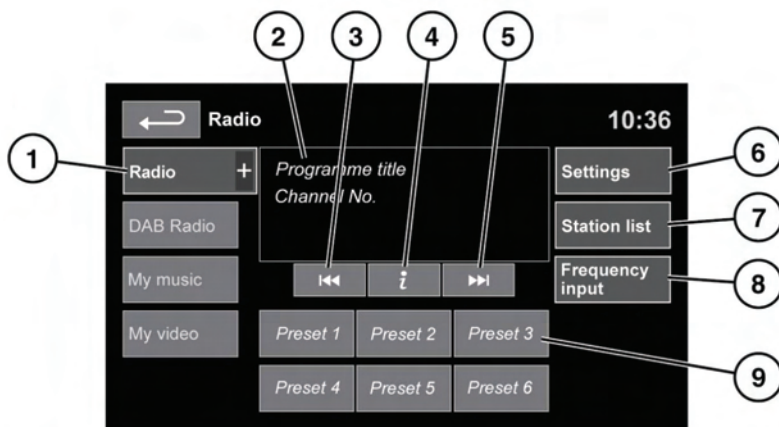 2 3 4 5
Radio 10:36
1
Radio +
Programme title
Channel No.
Settings
6
DAB Radio
Station list
7
My music
i
Frequency
input
8
My video
Preset 1 Preset 2 Preset 3
9
Preset 4 Preset 5 Preset 6